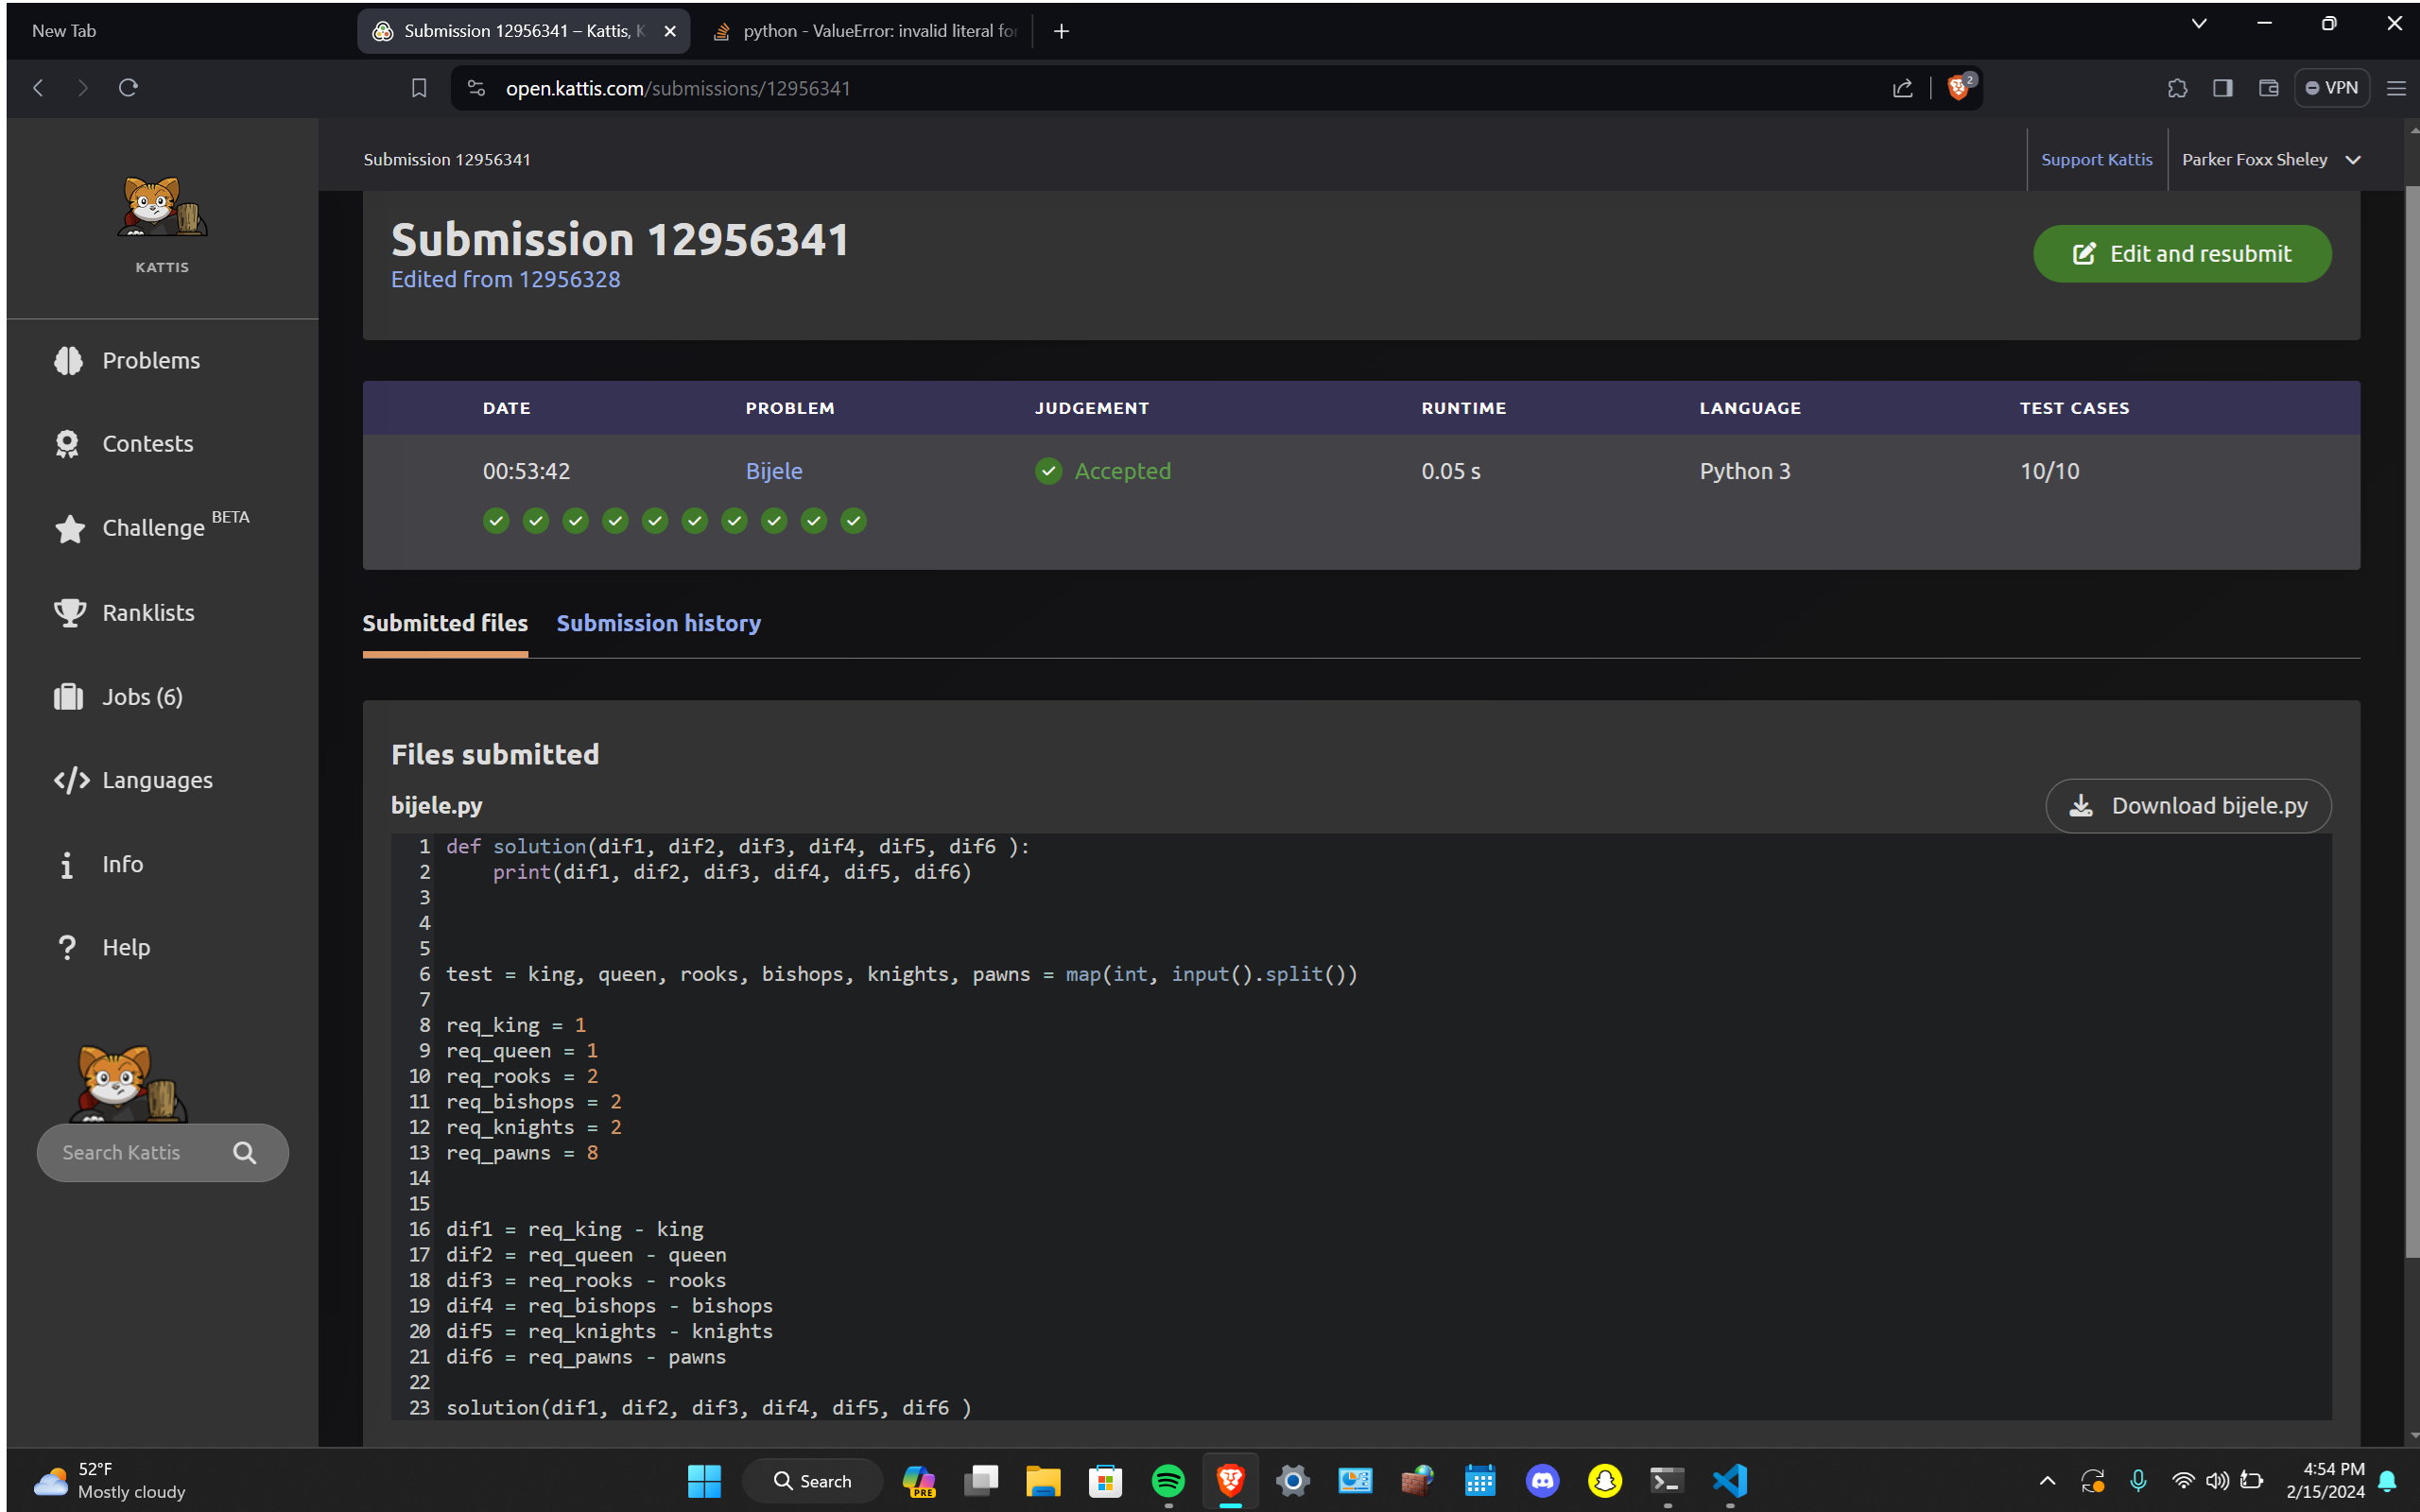 New Tab
Submission 12956341 – Kattis, K
python - ValueError: invalid literal for
open.kattis.com/submissions/12956341
2
VPN
Submission 12956341
Support Kattis
Parker Foxx Sheley
KATTIS
Problems
Contests
Challenge BETA
Ranklists
Jobs (6)
Languages
Info
Help
Search Kattis
Submission 12956341
Edited from 12956328
Edit and resubmit
DATE PROBLEM JUDGEMENT RUNTIME LANGUAGE TEST CASES
00:53:42 Bijele Accepted 0.05 s Python 3 10/10
Submitted files Submission history
Files submitted
bijele.py
Download bijele.py
1 def solution(dif1, dif2, dif3, dif4, dif5, dif6 ):
2     print(dif1, dif2, dif3, dif4, dif5, dif6)
3
4
5
6 test = king, queen, rooks, bishops, knights, pawns = map(int, input().split())
7
8 req_king = 1
9 req_queen = 1
10 req_rooks = 2
11 req_bishops = 2
12 req_knights = 2
13 req_pawns = 8
14
15
16 dif1 = req_king - king
17 dif2 = req_queen - queen
18 dif3 = req_rooks - rooks
19 dif4 = req_bishops - bishops
20 dif5 = req_knights - knights
21 dif6 = req_pawns - pawns
22
23 solution(dif1, dif2, dif3, dif4, dif5, dif6 )
52°F
Mostly cloudy
Search
PRE
4:54 PM
2/15/2024